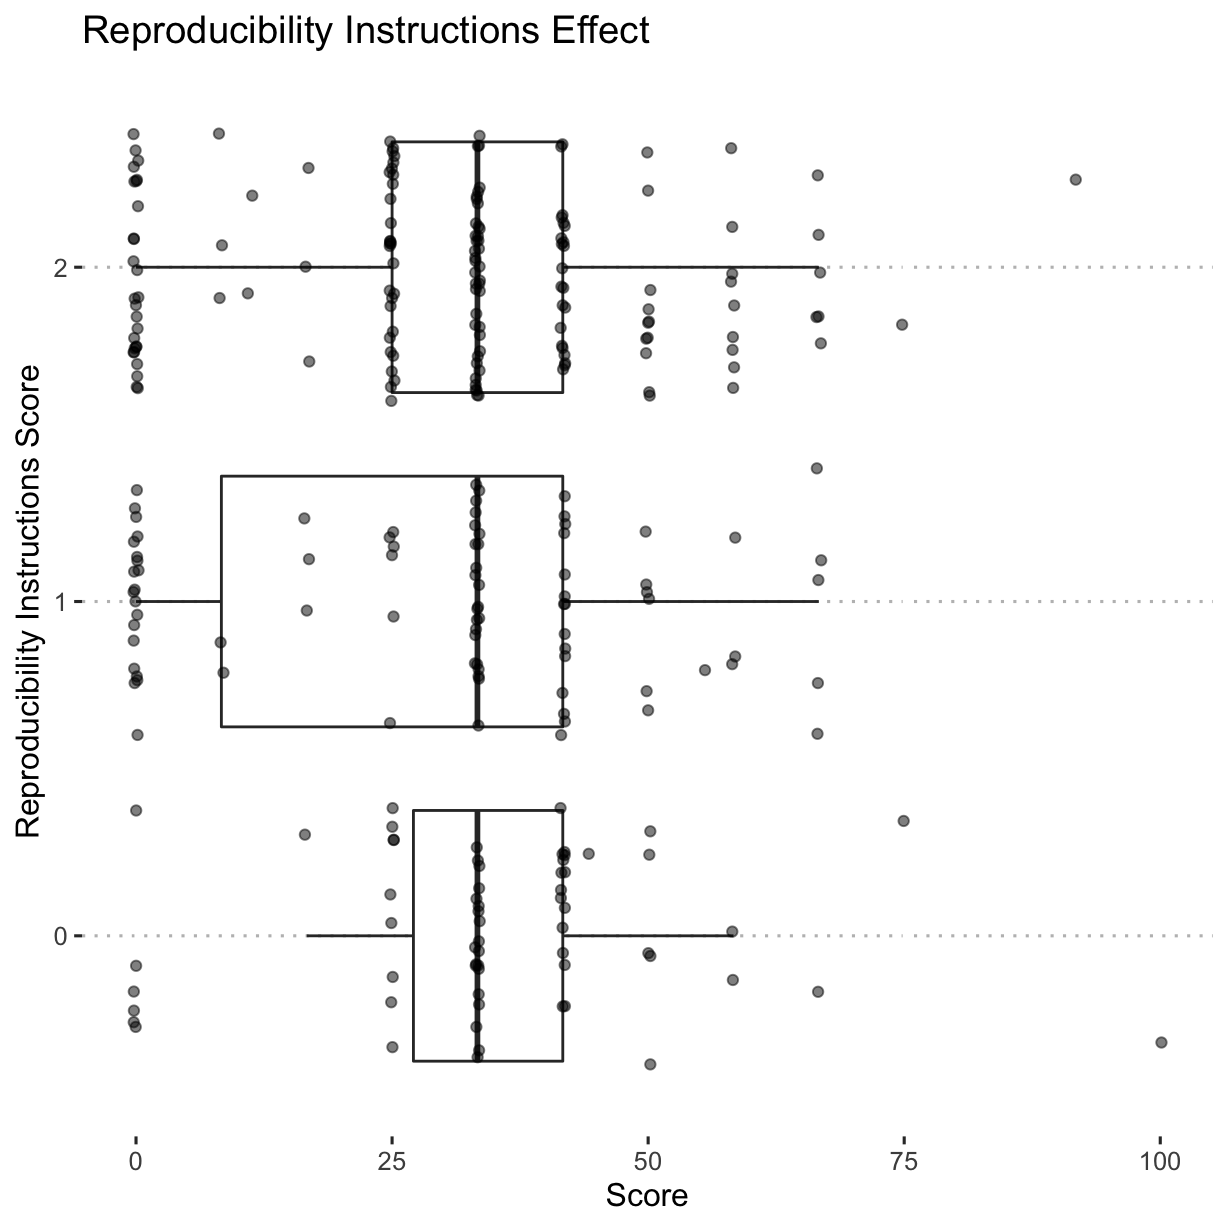 Reproducibility Instructions Effect
Reproducibility Instructions Score
2
1
0
0 25 50 75 100
Score